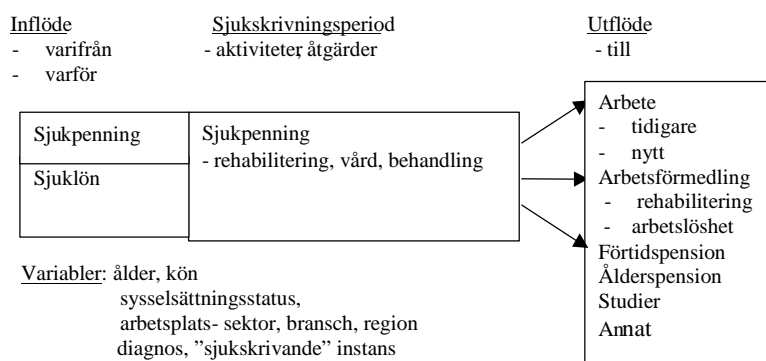 Inflöde
- varifrån
- varför
Sjukskrivningsperiod
- aktiviteter, åtgärder
Utflöde
- till
Sjukpenning
Sjuklön
Sjukpenning
- rehabilitering, vård, behandling
Arbete
- tidigare
- nytt
Arbetsförmedling
- rehabilitering
- arbetslöshet
Förtidspension
Ålderspension
Studier
Annat
Variabler: ålder, kön
sysselsättningsstatus,
arbetsplats- sektor, bransch, region
diagnos, ”sjukskrivande” instans